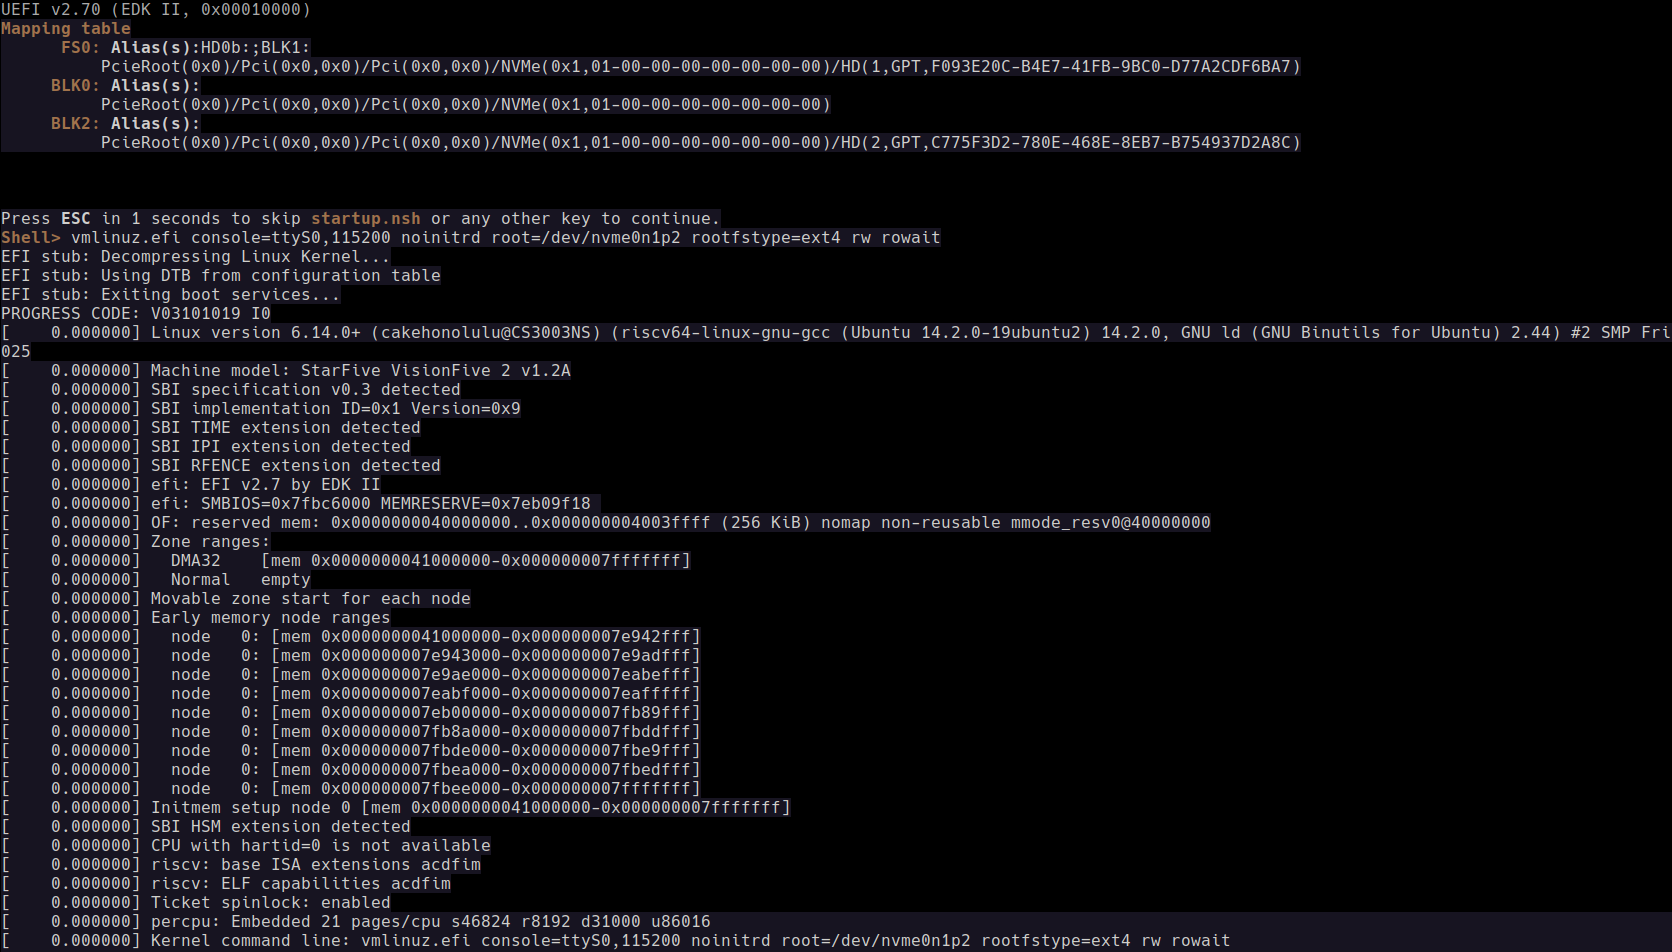 UEFI v2.70 (EDK II, 0x00010000)
Mapping table
      FS0: Alias(s):HD0b:;BLK1:
          PcieRoot(0x0)/Pci(0x0,0x0)/Pci(0x0,0x0)/NVMe(0x1,01-00-00-00-00-00-00-00)/HD(1,GPT,F093E20C-B4E7-41FB-9BC0-D77A2CDF6BA7)
     BLK0: Alias(s):
          PcieRoot(0x0)/Pci(0x0,0x0)/Pci(0x0,0x0)/NVMe(0x1,01-00-00-00-00-00-00-00)
     BLK2: Alias(s):
          PcieRoot(0x0)/Pci(0x0,0x0)/Pci(0x0,0x0)/NVMe(0x1,01-00-00-00-00-00-00-00)/HD(2,GPT,C775F3D2-780E-468E-8EB7-B754937D2A8C)
Press ESC in 1 seconds to skip startup.nsh or any other key to continue.
Shell> vmlinuz.efi console=ttyS0,115200 noinitrd root=/dev/nvme0n1p2 rootfstype=ext4 rw rowait
EFI stub: Decompressing Linux Kernel...
EFI stub: Using DTB from configuration table
EFI stub: Exiting boot services...
PROGRESS CODE: V03101019 I0
[    0.000000] Linux version 6.14.0+ (cakehonolulu@CS3003NS) (riscv64-linux-gnu-gcc (Ubuntu 14.2.0-19ubuntu2) 14.2.0, GNU ld (GNU Binutils for Ubuntu) 2.44) #2 SMP Fri
025
[    0.000000] Machine model: StarFive VisionFive 2 v1.2A
[    0.000000] SBI specification v0.3 detected
[    0.000000] SBI implementation ID=0x1 Version=0x9
[    0.000000] SBI TIME extension detected
[    0.000000] SBI IPI extension detected
[    0.000000] SBI RFENCE extension detected
[    0.000000] efi: EFI v2.7 by EDK II
[    0.000000] efi: SMBIOS=0x7fbc6000 MEMRESERVE=0x7eb09f18
[    0.000000] OF: reserved mem: 0x0000000040000000..0x000000004003ffff (256 KiB) nomap non-reusable mmode_resv0@40000000
[    0.000000] Zone ranges:
[    0.000000]   DMA32    [mem 0x0000000041000000-0x000000007fffffff]
[    0.000000]   Normal   empty
[    0.000000] Movable zone start for each node
[    0.000000] Early memory node ranges
[    0.000000]   node   0: [mem 0x0000000041000000-0x000000007e942fff]
[    0.000000]   node   0: [mem 0x000000007e943000-0x000000007e9adfff]
[    0.000000]   node   0: [mem 0x000000007e9ae000-0x000000007eabefff]
[    0.000000]   node   0: [mem 0x000000007eabf000-0x000000007eafffff]
[    0.000000]   node   0: [mem 0x000000007eb00000-0x000000007fb89fff]
[    0.000000]   node   0: [mem 0x000000007fb8a000-0x000000007fbddfff]
[    0.000000]   node   0: [mem 0x000000007fbde000-0x000000007fbe9fff]
[    0.000000]   node   0: [mem 0x000000007fbea000-0x000000007fbedfff]
[    0.000000]   node   0: [mem 0x000000007fbee000-0x000000007fffffff]
[    0.000000] Initmem setup node 0 [mem 0x0000000041000000-0x000000007fffffff]
[    0.000000] SBI HSM extension detected
[    0.000000] CPU with hartid=0 is not available
[    0.000000] riscv: base ISA extensions acdfim
[    0.000000] riscv: ELF capabilities acdfim
[    0.000000] Ticket spinlock: enabled
[    0.000000] percpu: Embedded 21 pages/cpu s46824 r8192 d31000 u86016
[    0.000000] Kernel command line: vmlinuz.efi console=ttyS0,115200 noinitrd root=/dev/nvme0n1p2 rootfstype=ext4 rw rowait